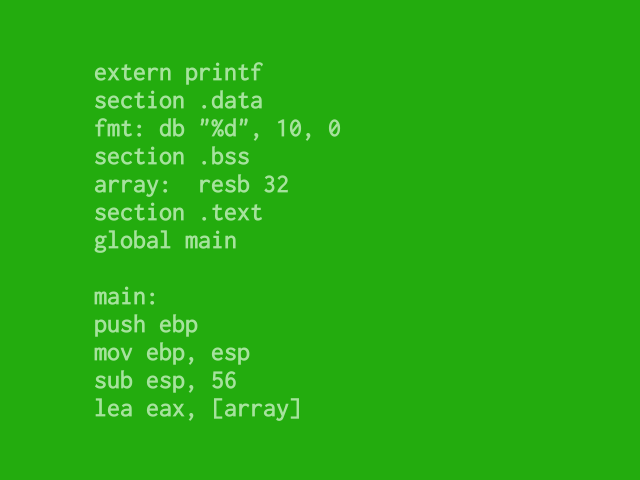 extern printf
section .data
fmt: db "%d", 10, 0
section .bss
array:  resb 32
section .text
global main

main:
push ebp
mov ebp, esp
sub esp, 56
lea eax, [array]